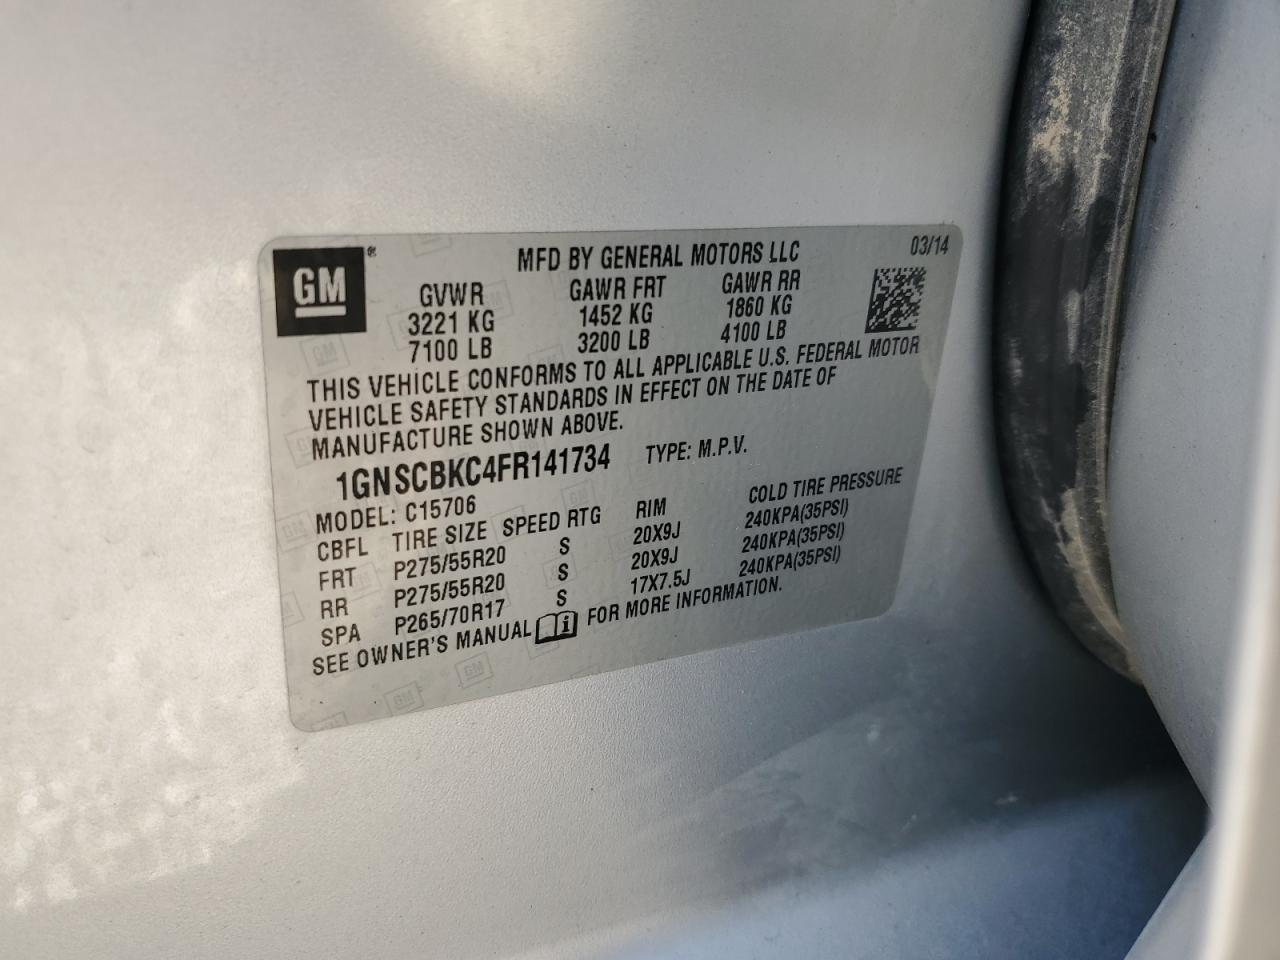 GM ®
MFD BY GENERAL MOTORS LLC 03/14
GVWR GAWR FRT GAWR RR
3221 KG 1452 KG 1860 KG
7100 LB 3200 LB 4100 LB
THIS VEHICLE CONFORMS TO ALL APPLICABLE U.S. FEDERAL MOTOR
VEHICLE SAFETY STANDARDS IN EFFECT ON THE DATE OF
MANUFACTURE SHOWN ABOVE.
1GNSCBKC4FR141734 TYPE: M.P.V.
MODEL: C15706
CBFL TIRE SIZE SPEED RTG RIM COLD TIRE PRESSURE
FRT P275/55R20 S 20X9J 240KPA(35PSI)
RR P275/55R20 S 20X9J 240KPA(35PSI)
SPA P265/70R17 S 17X7.5J 240KPA(35PSI)
SEE OWNER'S MANUAL i FOR MORE INFORMATION.